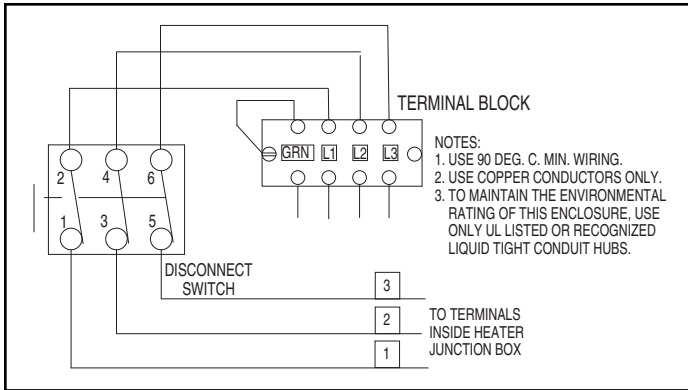 TERMINAL BLOCK
GRN L1 L2 L3
NOTES:
1. USE 90 DEG. C. MIN. WIRING.
2. USE COPPER CONDUCTORS ONLY.
3. TO MAINTAIN THE ENVIRONMENTAL
RATING OF THIS ENCLOSURE, USE
ONLY UL LISTED OR RECOGNIZED
LIQUID TIGHT CONDUIT HUBS.
2 4 6
1 3 5
DISCONNECT
SWITCH
3
2
1
TO TERMINALS
INSIDE HEATER
JUNCTION BOX